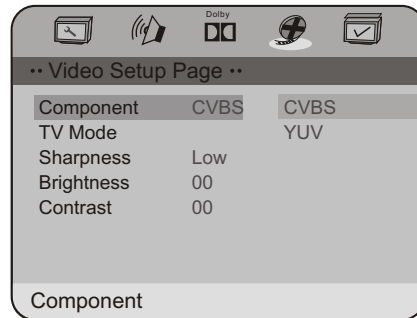 Dolby
·· Video Setup Page ··
Component CVBS CVBS
TV Mode YUV
Sharpness Low
Brightness 00
Contrast 00
Component